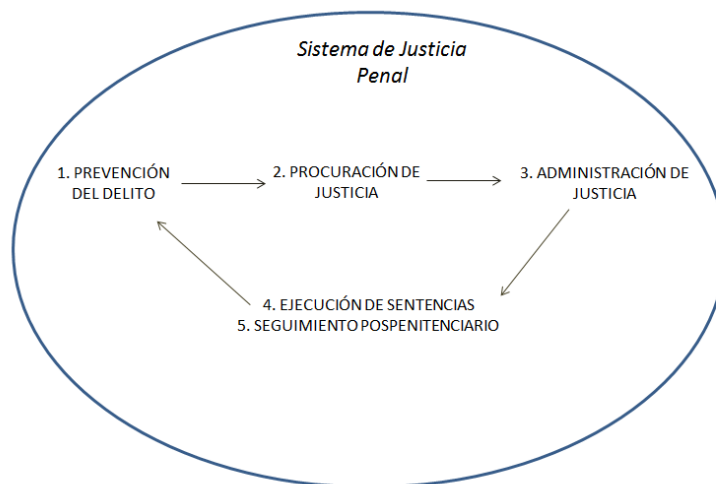 Sistema de Justicia
Penal
1. PREVENCIÓN
DEL DELITO
2. PROCURACIÓN DE
JUSTICIA
3. ADMINISTRACIÓN DE
JUSTICIA
4. EJECUCIÓN DE SENTENCIAS
5. SEGUIMIENTO POSPENITENCIARIO